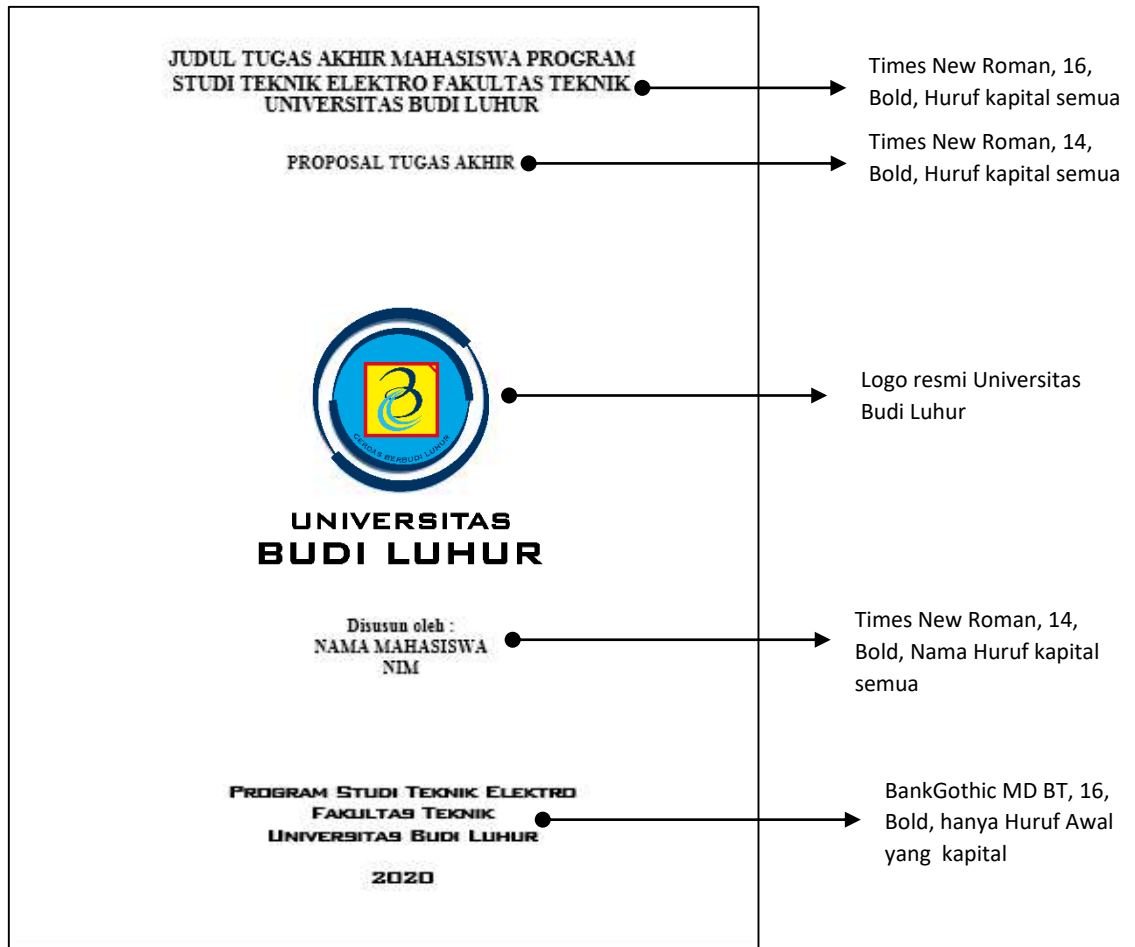 JUDUL TUGAS AKHIR MAHASISWA PROGRAM
STUDI TEKNIK ELEKTRO FAKULTAS TEKNIK
UNIVERSITAS BUDI LUHUR
Times New Roman, 16,
Bold, Huruf kapital semua
PROPOSAL TUGAS AKHIR
Times New Roman, 14,
Bold, Huruf kapital semua
CERDAS BERBUDI LUHUR
UNIVERSITAS
BUDI LUHUR
Logo resmi Universitas
Budi Luhur
Disusun oleh :
NAMA MAHASISWA
NIM
Times New Roman, 14,
Bold, Nama Huruf kapital
semua
PROGRAM STUDI TEKNIK ELEKTRO
FAKULTAS TEKNIK
UNIVERSITAS BUDI LUHUR
2020
BankGothic MD BT, 16,
Bold, hanya Huruf Awal
yang kapital